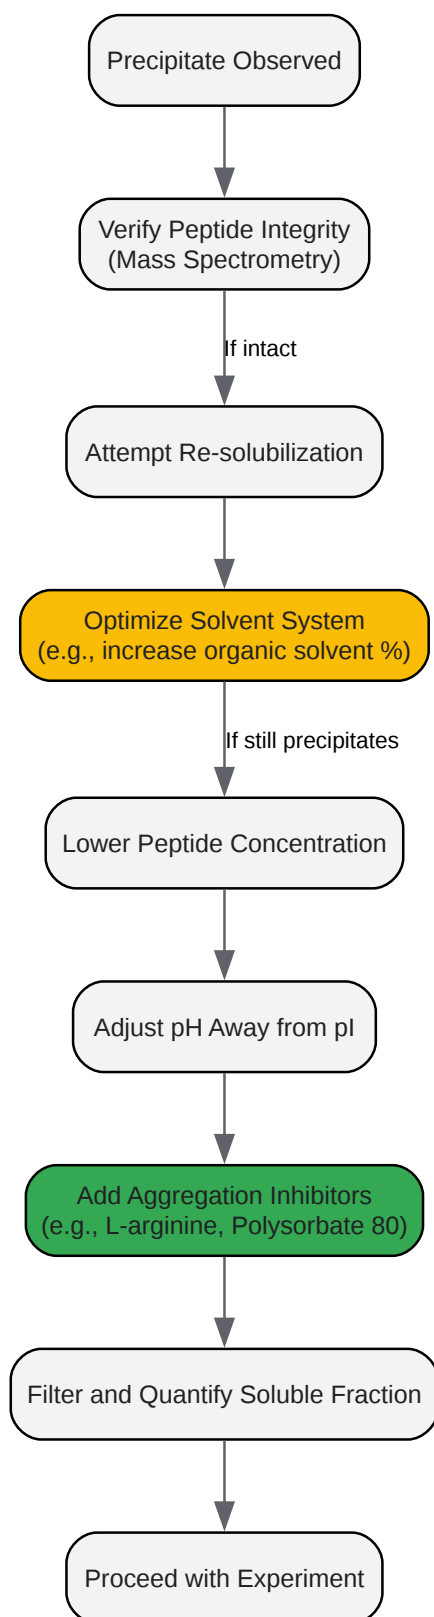 Precipitate Observed
Verify Peptide Integrity
(Mass Spectrometry)
If intact
Attempt Re-solubilization
Optimize Solvent System
(e.g., increase organic solvent %)
If still precipitates
Lower Peptide Concentration
Adjust pH Away from pI
Add Aggregation Inhibitors
(e.g., L-arginine, Polysorbate 80)
Filter and Quantify Soluble Fraction
Proceed with Experiment